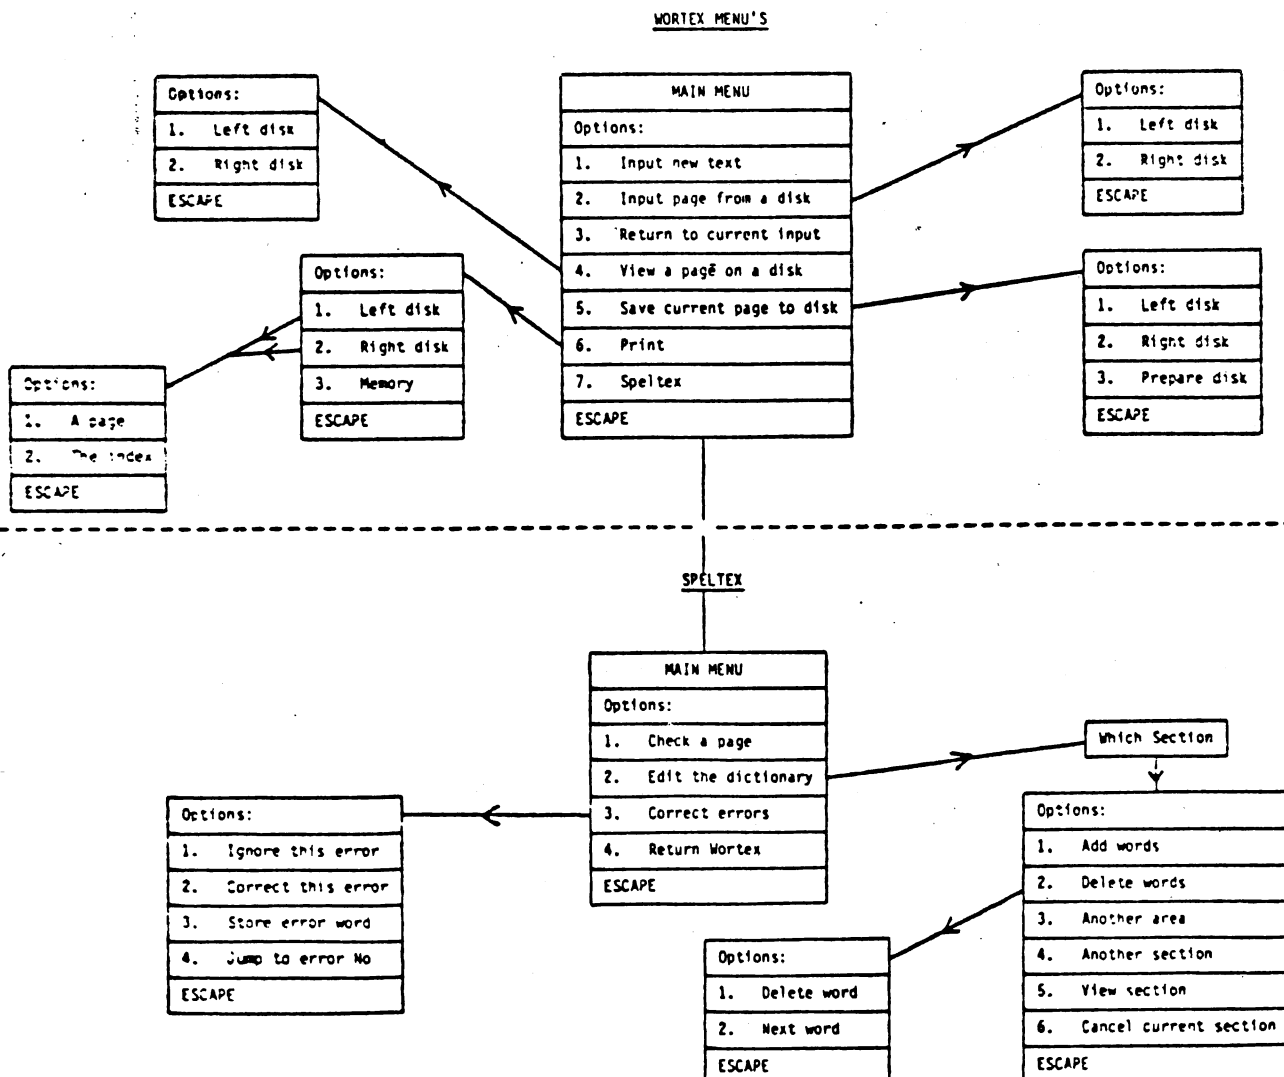 WORTEX MENU'S
Options:
1. Left disk
2. Right disk
ESCAPE
MAIN MENU
Options:
1. Input new text
2. Input page from a disk
3. Return to current input
4. View a page on a disk
5. Save current page to disk
6. Print
7. Speltex
ESCAPE
Options:
1. Left disk
2. Right disk
ESCAPE
Options:
1. Left disk
2. Right disk
3. Memory
ESCAPE
Options:
1. Left disk
2. Right disk
3. Prepare disk
ESCAPE
Options:
1. A page
2. The index
ESCAPE
SPELTEX
MAIN MENU
Options:
1. Check a page
2. Edit the dictionary
3. Correct errors
4. Return Wortex
ESCAPE
Which Section
Options:
1. Ignore this error
2. Correct this error
3. Store error word
4. Jump to error No
ESCAPE
Options:
1. Add words
2. Delete words
3. Another area
4. Another section
5. View section
6. Cancel current section
ESCAPE
Options:
1. Delete word
2. Next word
ESCAPE